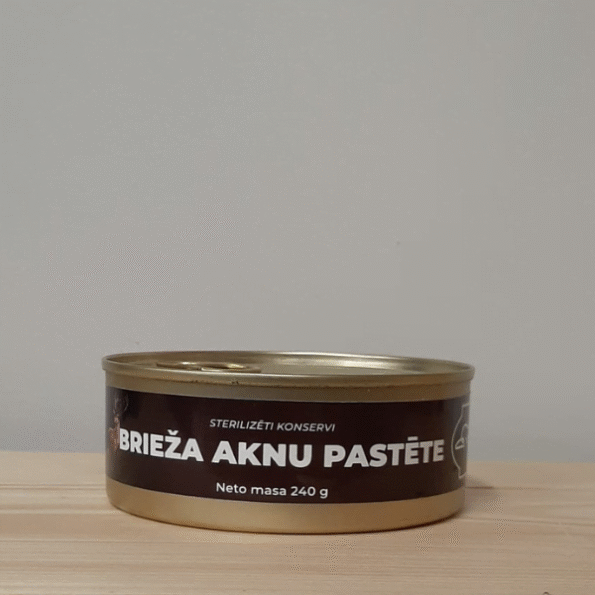 STERILIZĒTI KONSERVI
BRIEŽA AKNU PASTĒTE
Neto masa 240 g